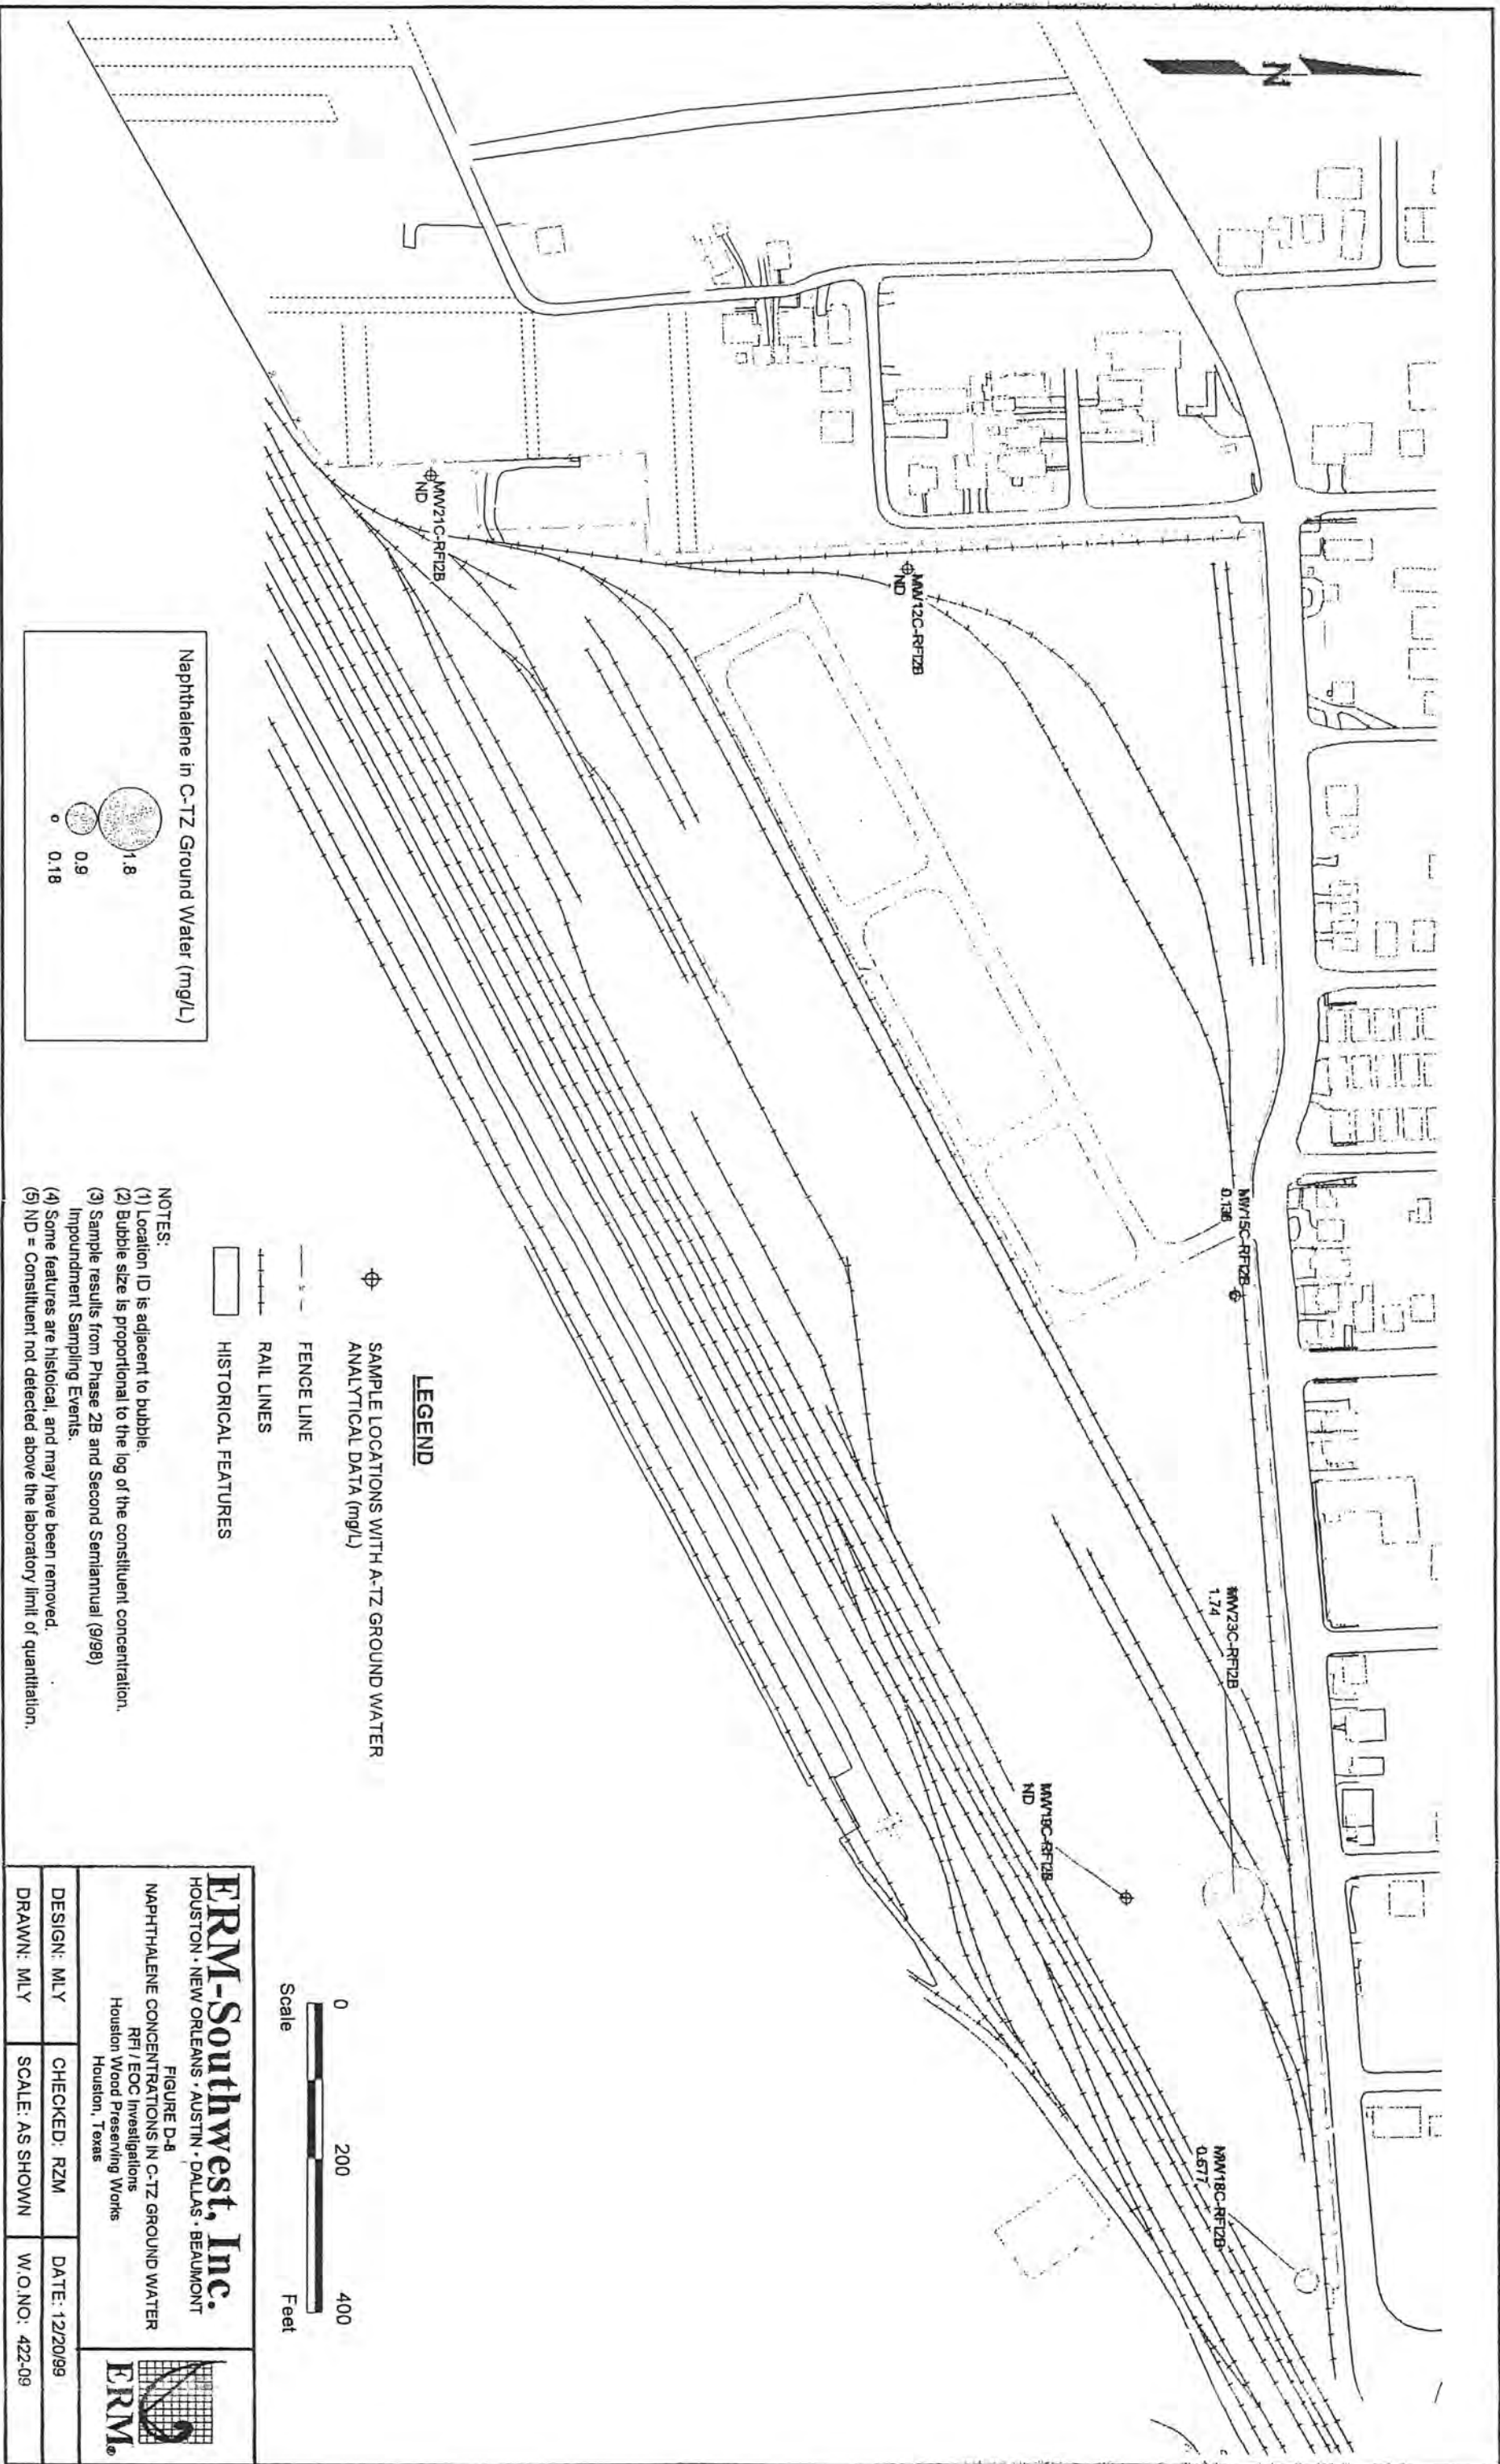 N
MW21C-RFI2B
ND
MW12C-RFI2B
ND
MW15C-RFI2B
0.136
MW23C-RFI2B
1.74
MW19C-RFI2B
ND
MW18C-RFI2B
0.677
Naphthalene in C-TZ Ground Water (mg/L)
1.8
0.9
0.18
LEGEND
SAMPLE LOCATIONS WITH A-TZ GROUND WATER
ANALYTICAL DATA (mg/L)
FENCE LINE
RAIL LINES
HISTORICAL FEATURES
NOTES:
(1) Location ID is adjacent to bubble.
(2) Bubble size is proportional to the log of the constituent concentration.
(3) Sample results from Phase 2B and Second Semiannual (9/98)
Impoundment Sampling Events.
(4) Some features are histoical, and may have been removed.
(5) ND = Constituent not detected above the laboratory limit of quantitation.
0 200 400
Scale Feet
ERM-Southwest, Inc.
HOUSTON · NEW ORLEANS · AUSTIN · DALLAS · BEAUMONT
FIGURE D-8
NAPHTHALENE CONCENTRATIONS IN C-TZ GROUND WATER
RFI / EOC Investigations
Houston Wood Preserving Works
Houston, Texas
ERM®
DESIGN: MLY CHECKED: RZM DATE: 12/20/99
DRAWN: MLY SCALE: AS SHOWN W.O.NO: 422-09